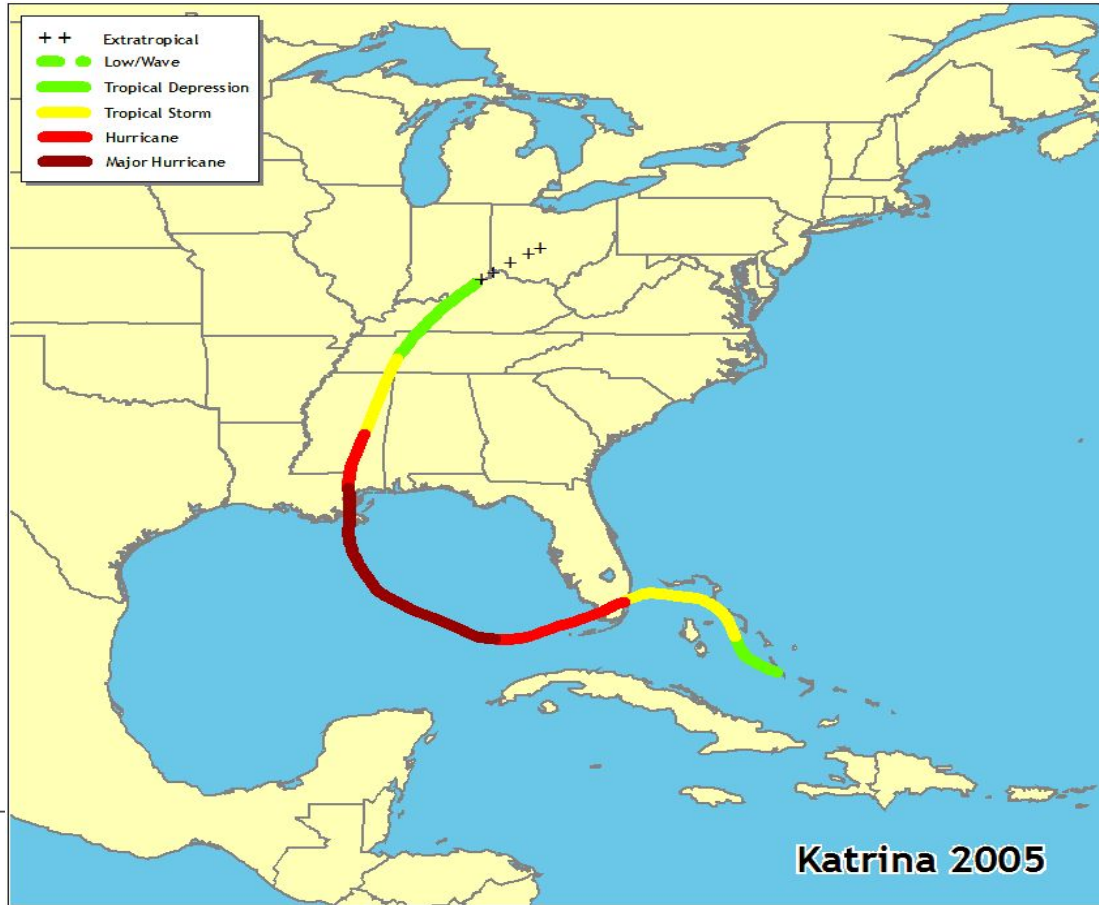 ++ Extratropical
Low/Wave
Tropical Depression
Tropical Storm
Hurricane
Major Hurricane
Katrina 2005